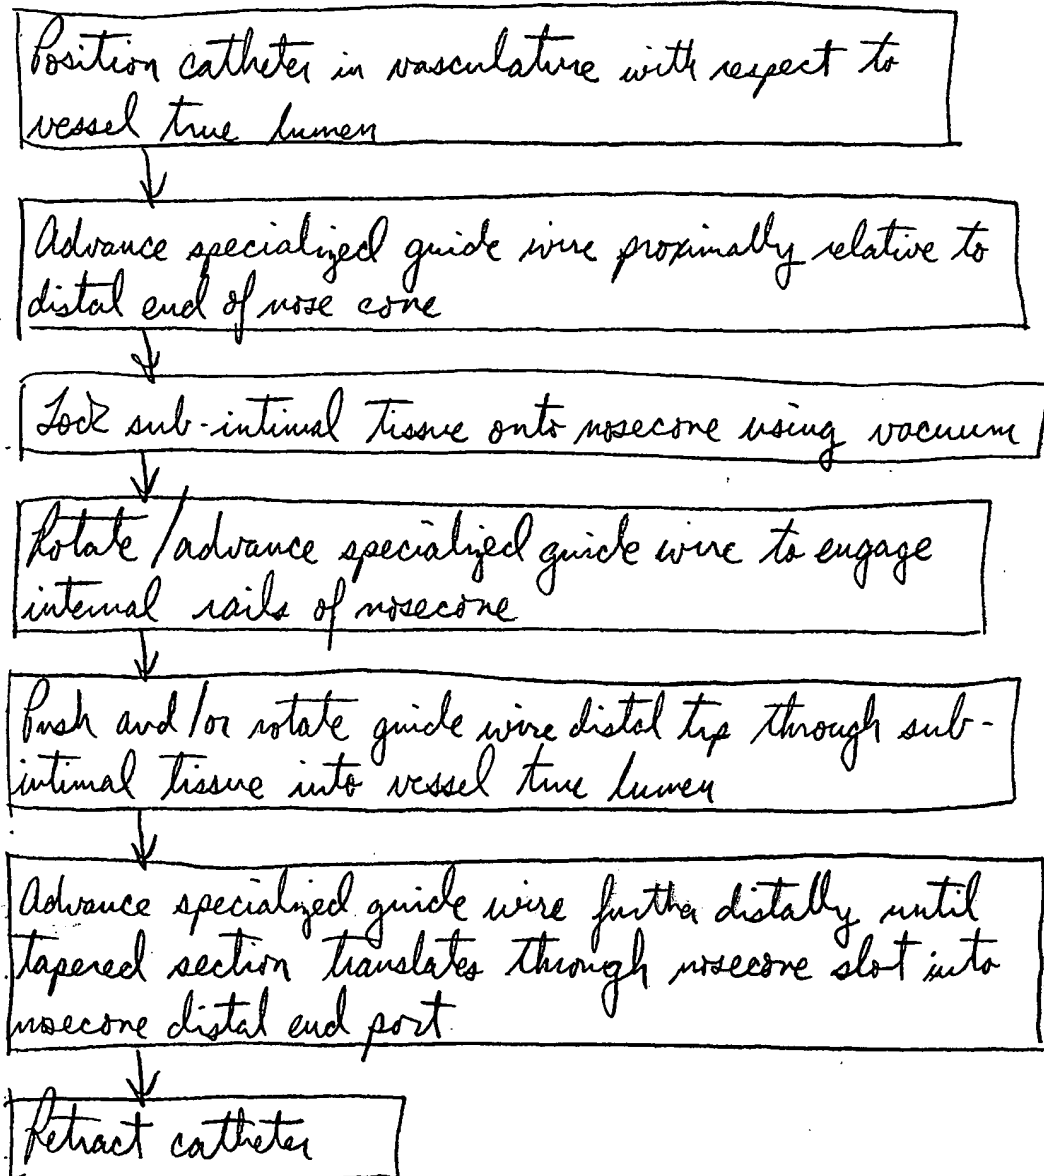 Position catheter in vasculature with respect to
vessel true lumen
Advance specialized guide wire proximally relative to
distal end of nose cone
Lock sub-intimal tissue onto nosecone using vacuum
Rotate/advance specialized guide wire to engage
internal rails of nosecone
Push and/or rotate guide wire distal tip through sub-
intimal tissue into vessel true lumen
Advance specialized guide wire further distally until
tapered section translates through nosecone slot into
nosecone distal end port
Retract catheter